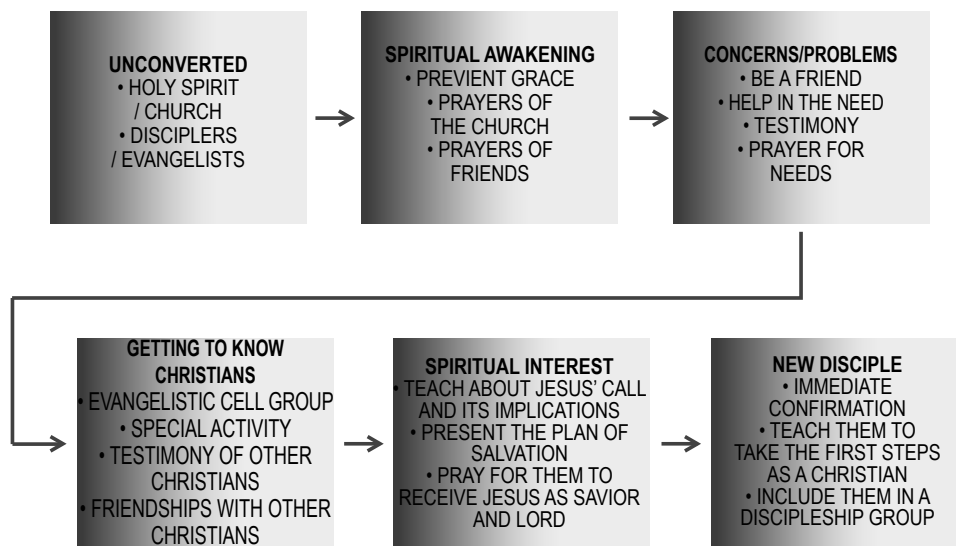 UNCONVERTED
• HOLY SPIRIT
/ CHURCH
• DISCIPLERS
/ EVANGELISTS
SPIRITUAL AWAKENING
• PREVIENT GRACE
• PRAYERS OF
THE CHURCH
• PRAYERS OF
FRIENDS
CONCERNS/PROBLEMS
• BE A FRIEND
• HELP IN THE NEED
• TESTIMONY
• PRAYER FOR
NEEDS
GETTING TO KNOW
CHRISTIANS
• EVANGELISTIC CELL GROUP
• SPECIAL ACTIVITY
• TESTIMONY OF OTHER
CHRISTIANS
• FRIENDSHIPS WITH OTHER
CHRISTIANS
SPIRITUAL INTEREST
• TEACH ABOUT JESUS’ CALL
AND ITS IMPLICATIONS
• PRESENT THE PLAN OF
SALVATION
• PRAY FOR THEM TO
RECEIVE JESUS AS SAVIOR
AND LORD
NEW DISCIPLE
• IMMEDIATE
CONFIRMATION
• TEACH THEM TO
TAKE THE FIRST STEPS
AS A CHRISTIAN
• INCLUDE THEM IN A
DISCIPLESHIP GROUP